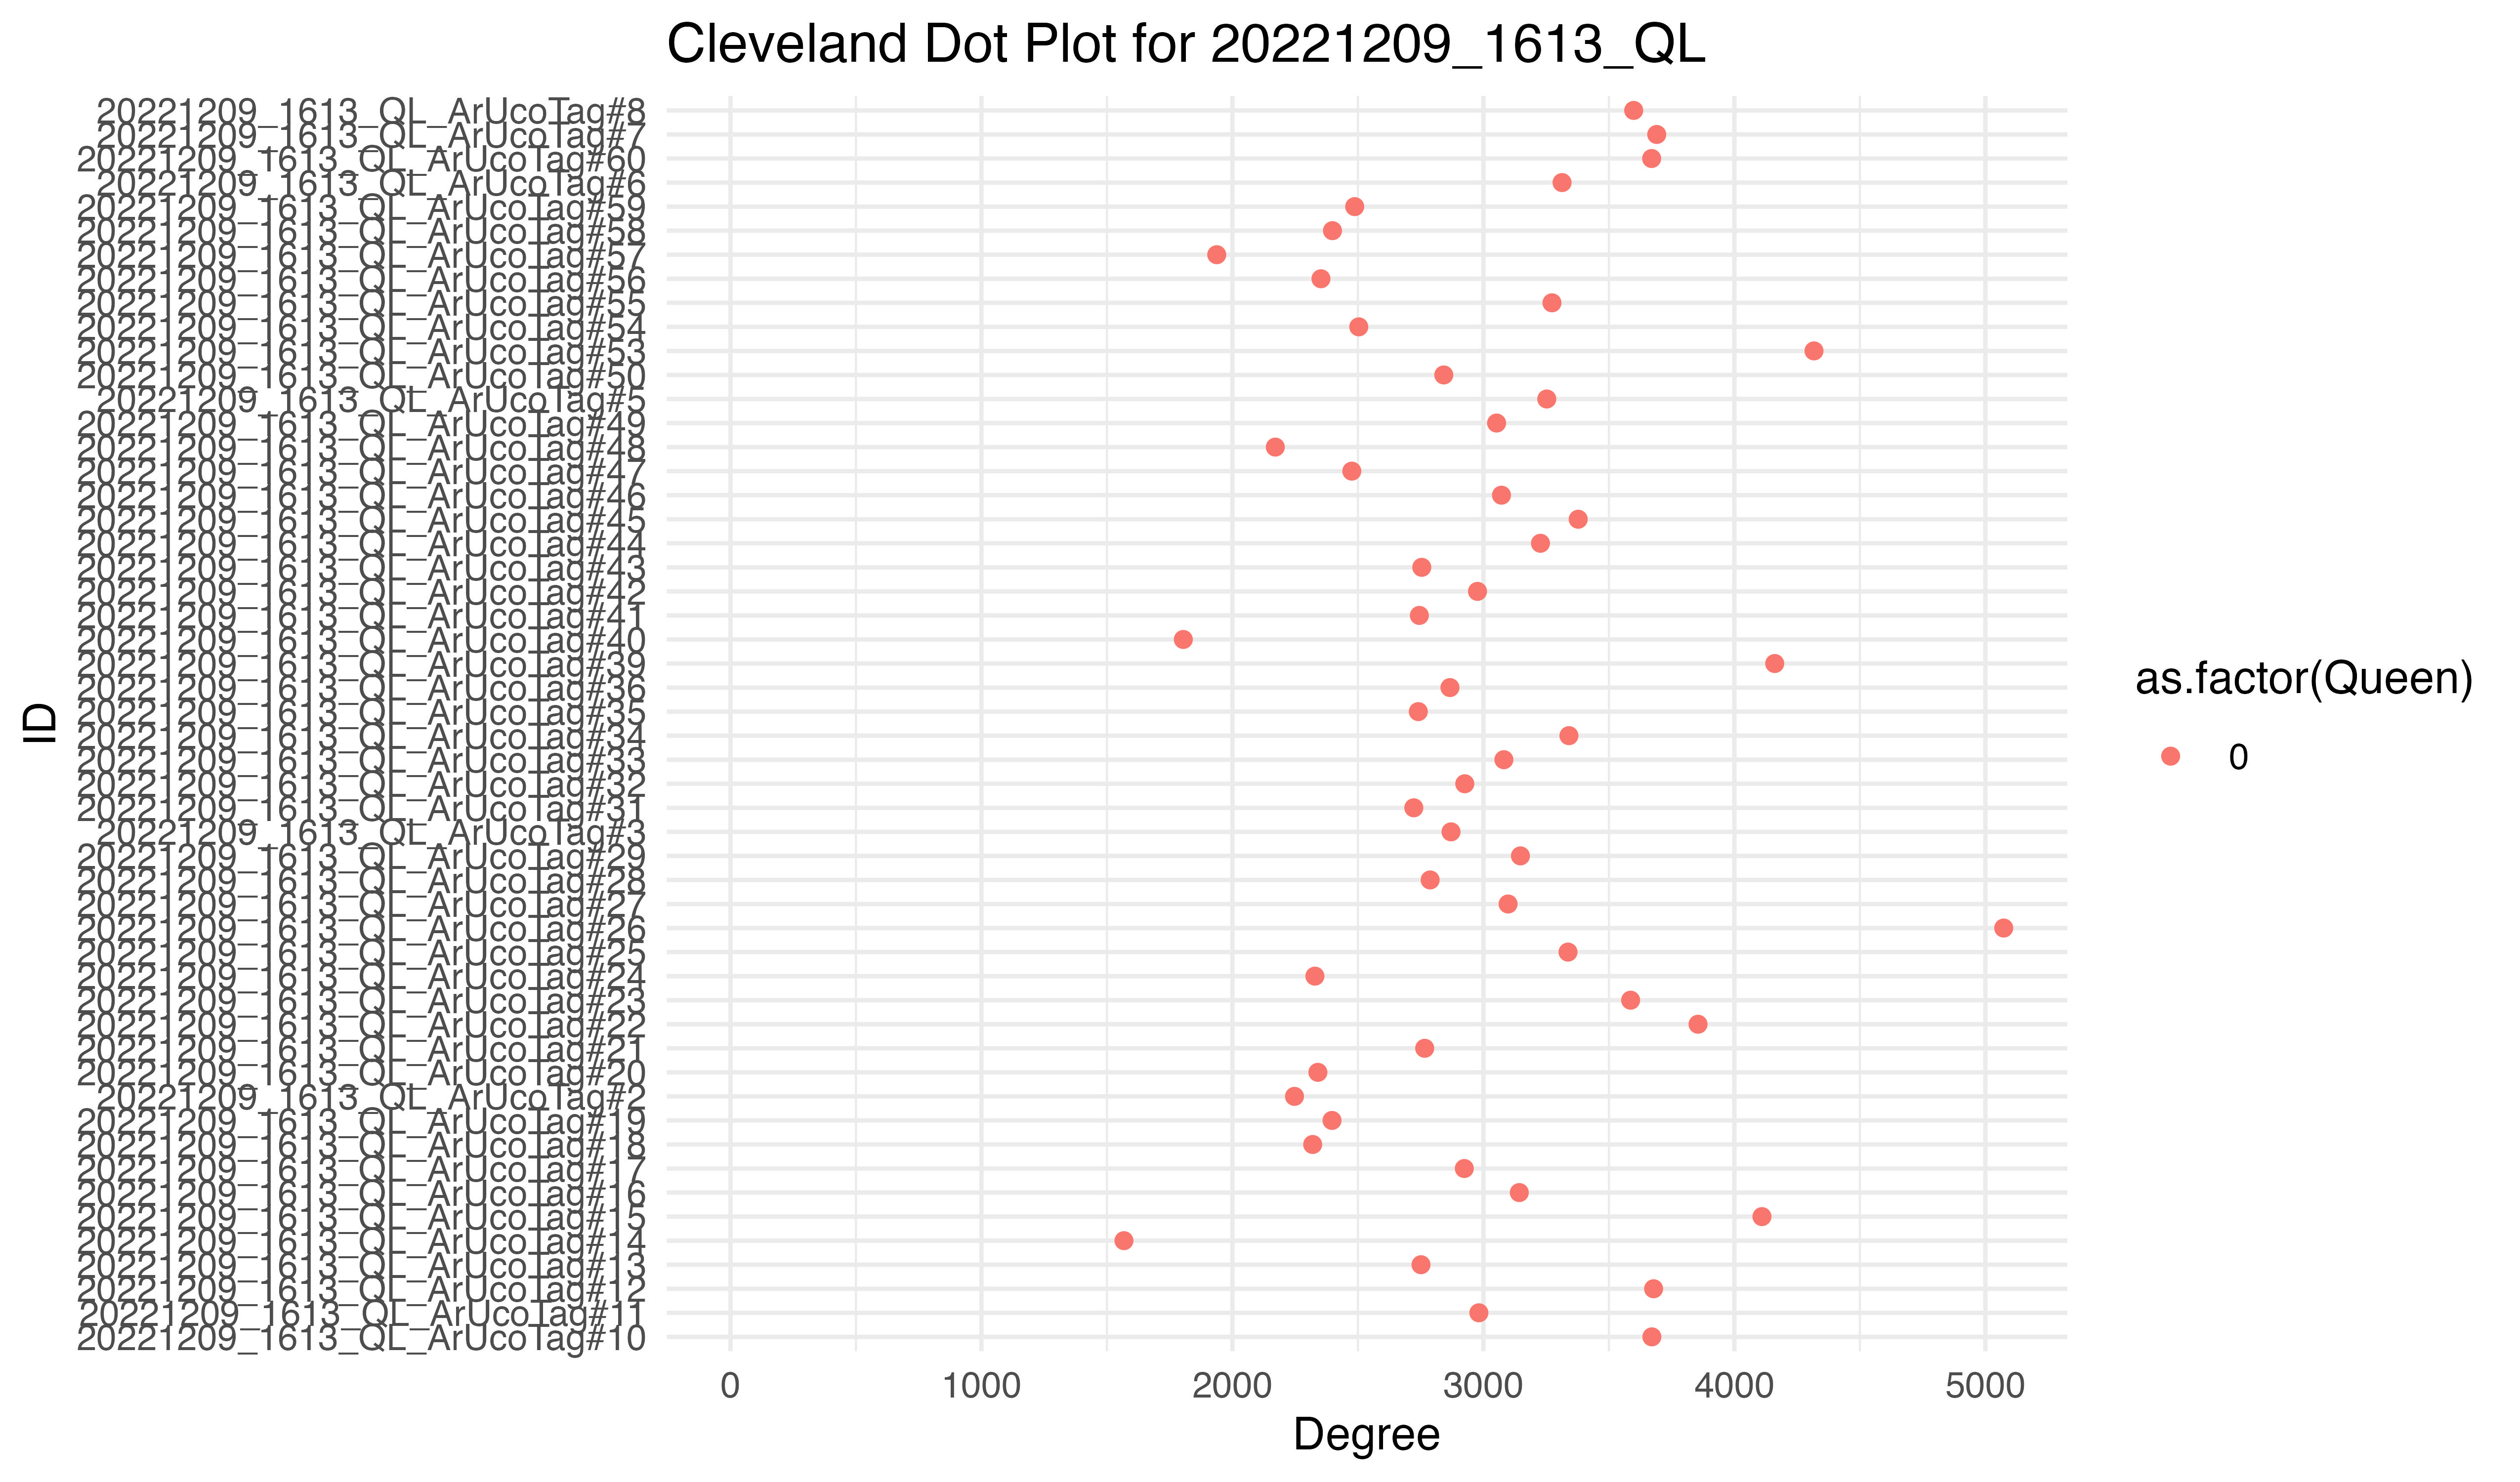 Cleveland Dot Plot for 20221209_1613_QL
20221209_1613_QL_ArUcoTag#8
20221209_1613_QL_ArUcoTag#7
20221209_1613_QL_ArUcoTag#60
20221209_1613_QL_ArUcoTag#6
20221209_1613_QL_ArUcoTag#59
20221209_1613_QL_ArUcoTag#58
20221209_1613_QL_ArUcoTag#57
20221209_1613_QL_ArUcoTag#56
20221209_1613_QL_ArUcoTag#55
20221209_1613_QL_ArUcoTag#54
20221209_1613_QL_ArUcoTag#53
20221209_1613_QL_ArUcoTag#50
20221209_1613_QL_ArUcoTag#5
20221209_1613_QL_ArUcoTag#49
20221209_1613_QL_ArUcoTag#48
20221209_1613_QL_ArUcoTag#47
20221209_1613_QL_ArUcoTag#46
20221209_1613_QL_ArUcoTag#45
20221209_1613_QL_ArUcoTag#44
20221209_1613_QL_ArUcoTag#43
20221209_1613_QL_ArUcoTag#42
20221209_1613_QL_ArUcoTag#41
20221209_1613_QL_ArUcoTag#40
20221209_1613_QL_ArUcoTag#39
20221209_1613_QL_ArUcoTag#36
20221209_1613_QL_ArUcoTag#35
20221209_1613_QL_ArUcoTag#34
20221209_1613_QL_ArUcoTag#33
20221209_1613_QL_ArUcoTag#32
20221209_1613_QL_ArUcoTag#31
20221209_1613_QL_ArUcoTag#3
20221209_1613_QL_ArUcoTag#29
20221209_1613_QL_ArUcoTag#28
20221209_1613_QL_ArUcoTag#27
20221209_1613_QL_ArUcoTag#26
20221209_1613_QL_ArUcoTag#25
20221209_1613_QL_ArUcoTag#24
20221209_1613_QL_ArUcoTag#23
20221209_1613_QL_ArUcoTag#22
20221209_1613_QL_ArUcoTag#21
20221209_1613_QL_ArUcoTag#20
20221209_1613_QL_ArUcoTag#2
20221209_1613_QL_ArUcoTag#19
20221209_1613_QL_ArUcoTag#18
20221209_1613_QL_ArUcoTag#17
20221209_1613_QL_ArUcoTag#16
20221209_1613_QL_ArUcoTag#15
20221209_1613_QL_ArUcoTag#14
20221209_1613_QL_ArUcoTag#13
20221209_1613_QL_ArUcoTag#12
20221209_1613_QL_ArUcoTag#11
20221209_1613_QL_ArUcoTag#10
ID
0 1000 2000 3000 4000 5000
Degree
as.factor(Queen)
0